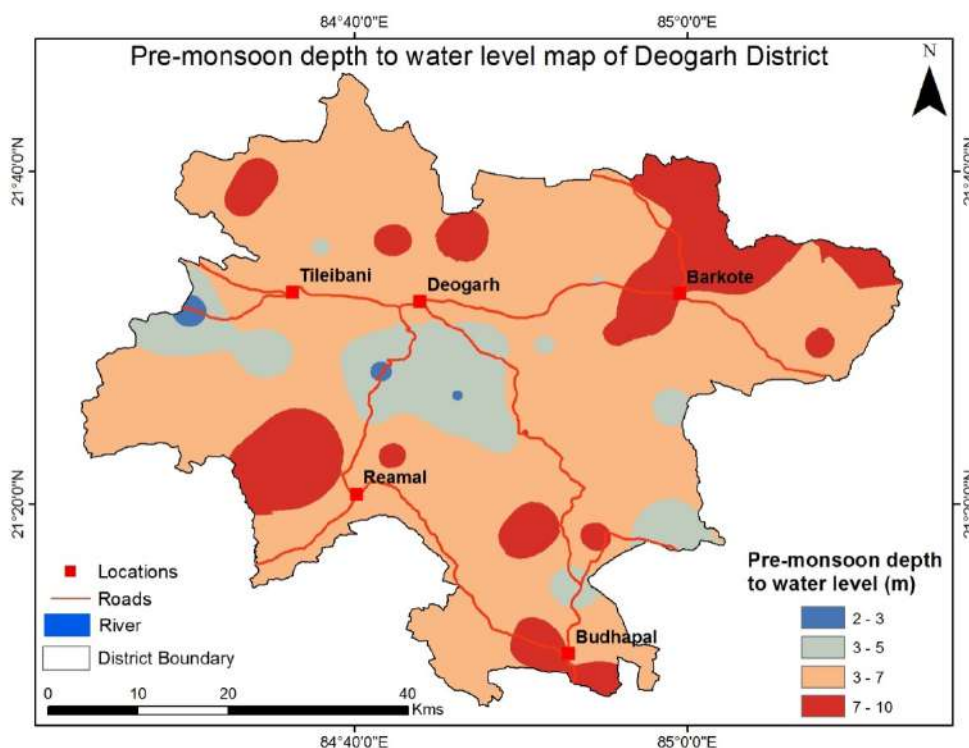 84°40'0"E 85°0'0"E
Pre-monsoon depth to water level map of Deogarh District
N
21°40'0"N 21°40'0"N
Tileibani
Deogarh
Barkote
Reamal
21°20'0"N 21°20'0"N
Budhapal
Locations
Roads
River
District Boundary
0 10 20 40
Kms
Pre-monsoon depth
to water level (m)
2 - 3
3 - 5
3 - 7
7 - 10
84°40'0"E 85°0'0"E